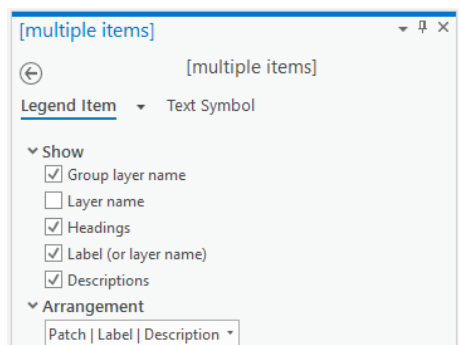 [multiple items]
[multiple items]
Legend Item Text Symbol
Show
Group layer name
Layer name
Headings
Label (or layer name)
Descriptions
Arrangement
Patch | Label | Description